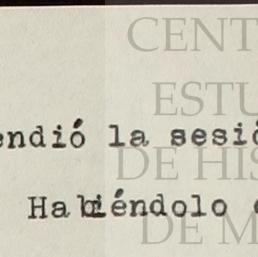 CENT
ESTU
endió la sesió
DE HIS
Habiéndolo
DE M